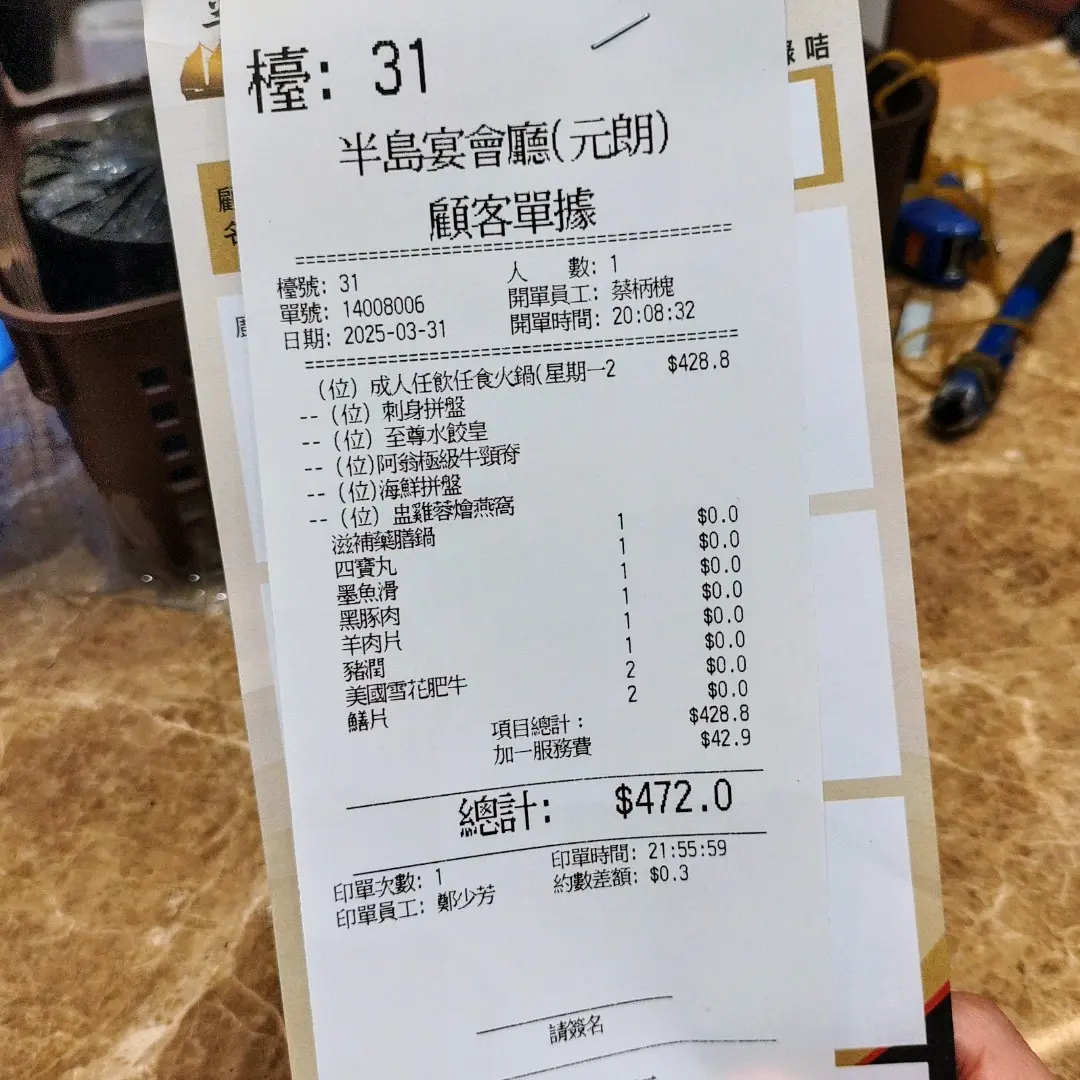 檯: 31
半島宴會廳(元朗)
顧客單據
檯號: 31
人 數: 1
單號: 14008006
開單員工: 蔡柄槐
日期: 2025-03-31
開單時間: 20:08:32
(位) 成人任飲任食火鍋(星期一2 $428.8
-- (位) 刺身拼盤
-- (位) 至尊水餃皇
-- (位)阿翁極級牛頸脊
-- (位)海鮮拼盤
-- (位) 盅雞蓉燴燕窩
滋補藥膳鍋 1 $0.0
四寶丸 1 $0.0
墨魚滑 1 $0.0
黑豚肉 1 $0.0
羊肉片 1 $0.0
豬潤 1 $0.0
美國雪花肥牛 2 $0.0
鱔片 2 $0.0
項目總計: $428.8
加一服務費 $42.9
總計: $472.0
印單次數: 1
印單時間: 21:55:59
印單員工: 鄭少芳
約數差額: $0.3
請簽名
顧